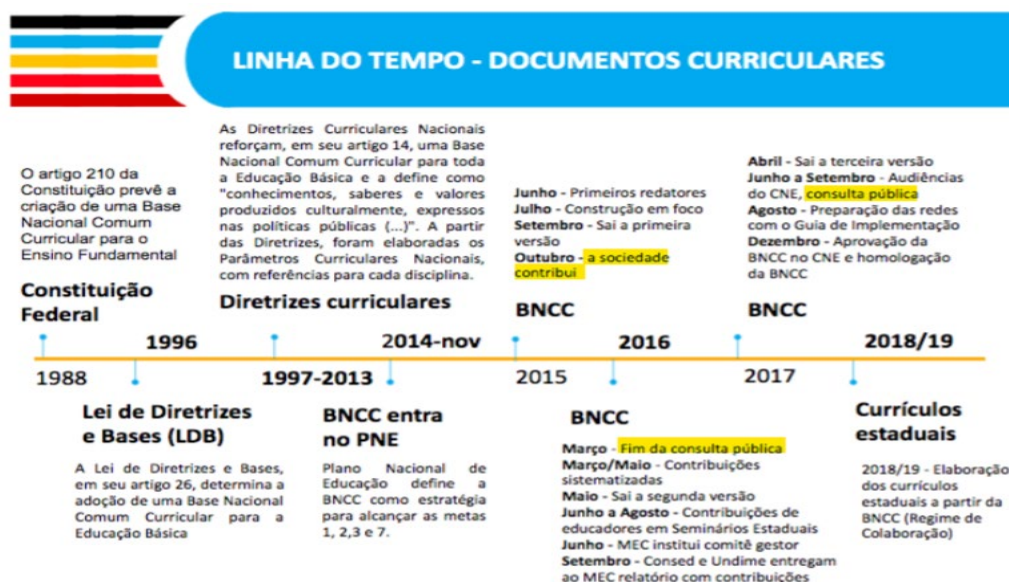 LINHA DO TEMPO - DOCUMENTOS CURRICULARES
O artigo 210 da
Constituição prevê a
criação de uma Base
Nacional Comum
Curricular para o
Ensino Fundamental
Constituição
Federal
As Diretrizes Curriculares Nacionais
reforçam, em seu artigo 14, uma Base
Nacional Comum Curricular para toda
a Educação Básica e a define como
"conhecimentos, saberes e valores
produzidos culturalmente, expressos
nas políticas públicas (...)". A partir
das Diretrizes, foram elaboradas os
Parâmetros Curriculares Nacionais,
com referências para cada disciplina.
Diretrizes curriculares
Junho - Primeiros redatores
Julho - Construção em foco
Setembro - Sai a primeira
versão
Outubro - a sociedade
contribui
BNCC
Abril - Sai a terceira versão
Junho a Setembro - Audiências
do CNE, consulta pública
Agosto - Preparação das redes
com o Guia de Implementação
Dezembro - Aprovação da
BNCC no CNE e homologação
da BNCC
BNCC
1996
2014-nov
2016
2018/19
1988
1997-2013
2015
2017
Lei de Diretrizes
e Bases (LDB)
A Lei de Diretrizes e Bases,
em seu artigo 26, determina a
adoção de uma Base Nacional
Comum Curricular para a
Educação Básica
BNCC entra
no PNE
Plano Nacional de
Educação define a
BNCC como estratégia
para alcançar as metas
1, 2,3 e 7.
BNCC
Março - Fim da consulta pública
Março/Maio - Contribuições
sistematizadas
Maio - Sai a segunda versão
Junho a Agosto - Contribuições de
educadores em Seminários Estaduais
Junho - MEC institui comitê gestor
Setembro - Consed e Undime entregam
ao MEC relatório com contribuições
Currículos
estaduais
2018/19 - Elaboração
dos currículos
estaduais a partir da
BNCC (Regime de
Colaboração)